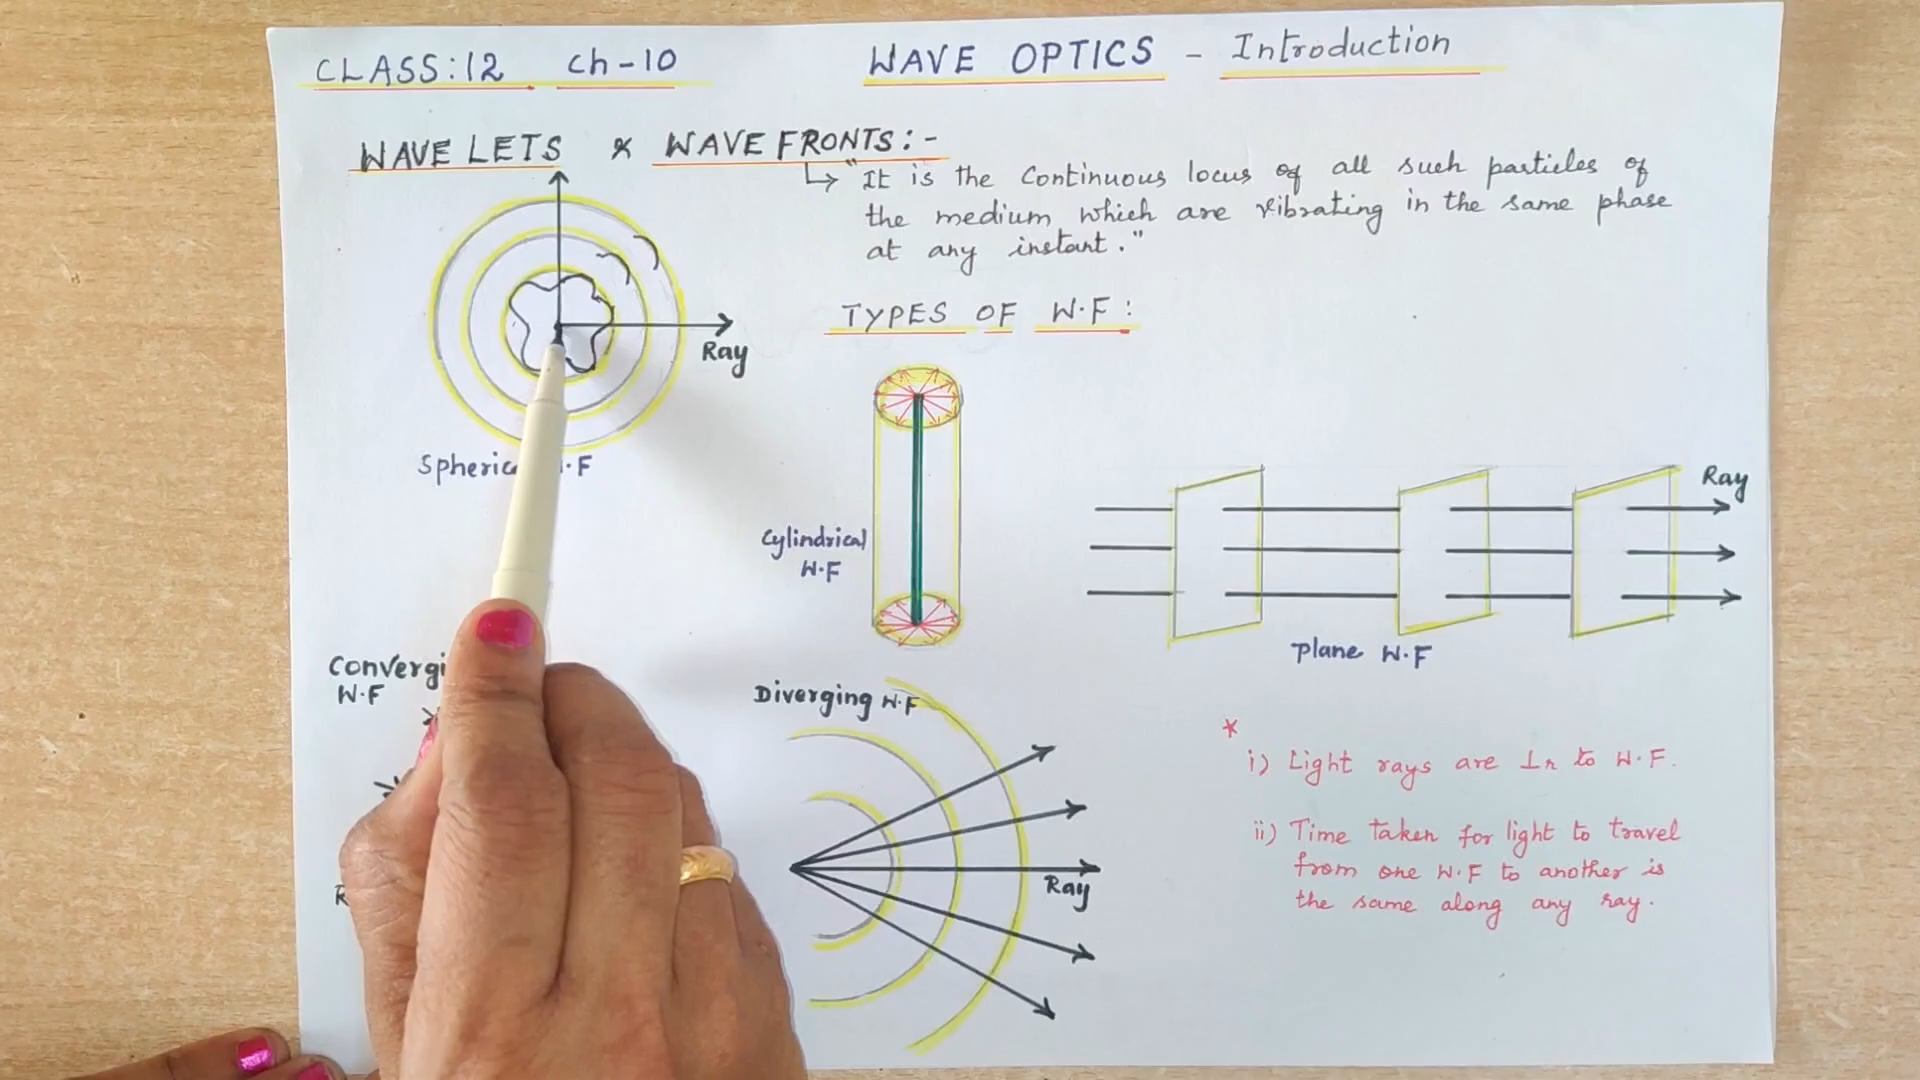 CLASS:12 Ch-10 WAVE OPTICS - Introduction
WAVE LETS & WAVE FRONTS:-
"It is the continuous locus of all such particles of
the medium which are vibrating in the same phase
at any instant."
TYPES OF W.F:
Ray
W.F
Cylindrical
W.F
Ray
Plane W.F
W.F
Diverging W.F
Ray
*
i) Light rays are ⊥r to W.F.
ii) Time taken for light to travel
from one W.F to another is
the same along any ray.